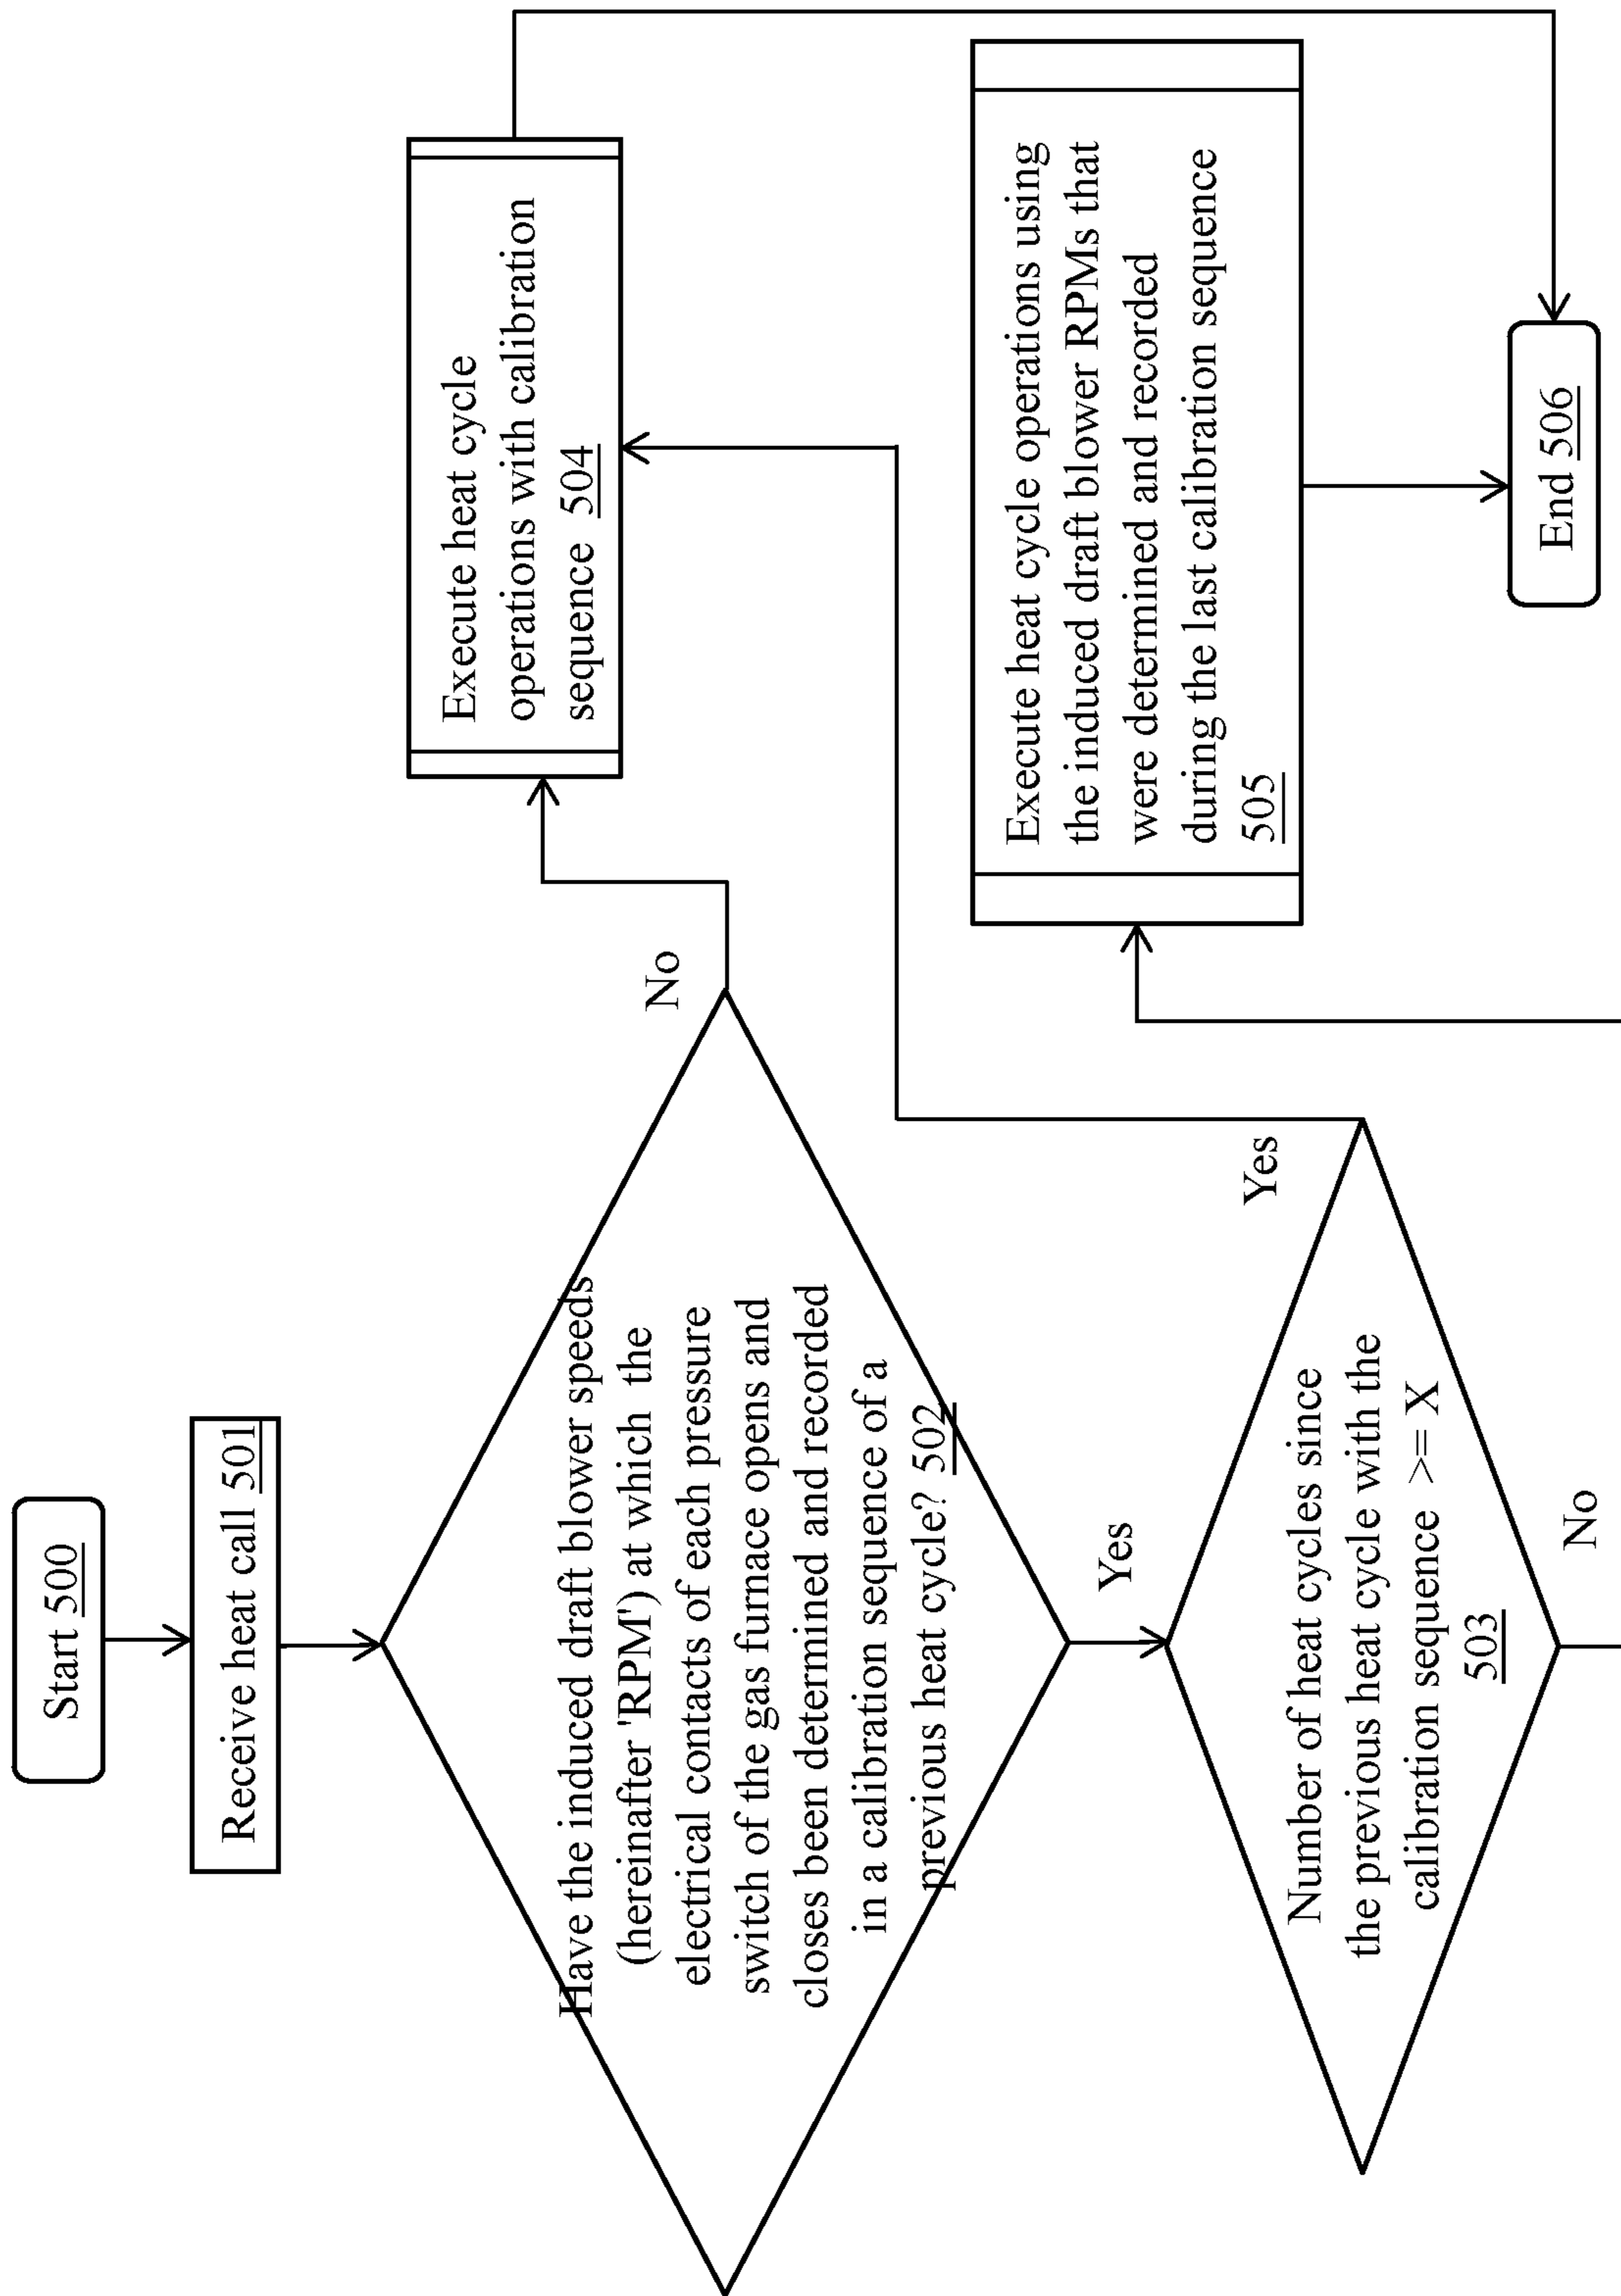 Start 500
Receive heat call 501
Have the induced draft blower speeds
(hereinafter 'RPM') at which the
electrical contacts of each pressure
switch of the gas furnace opens and
closes been determined and recorded
in a calibration sequence of a
previous heat cycle? 502
No
Yes
Execute heat cycle
operations with calibration
sequence 504
Number of heat cycles since
the previous heat cycle with the
calibration sequence >= X
503
Yes
No
Execute heat cycle operations using
the induced draft blower RPMs that
were determined and recorded
during the last calibration sequence
505
End 506